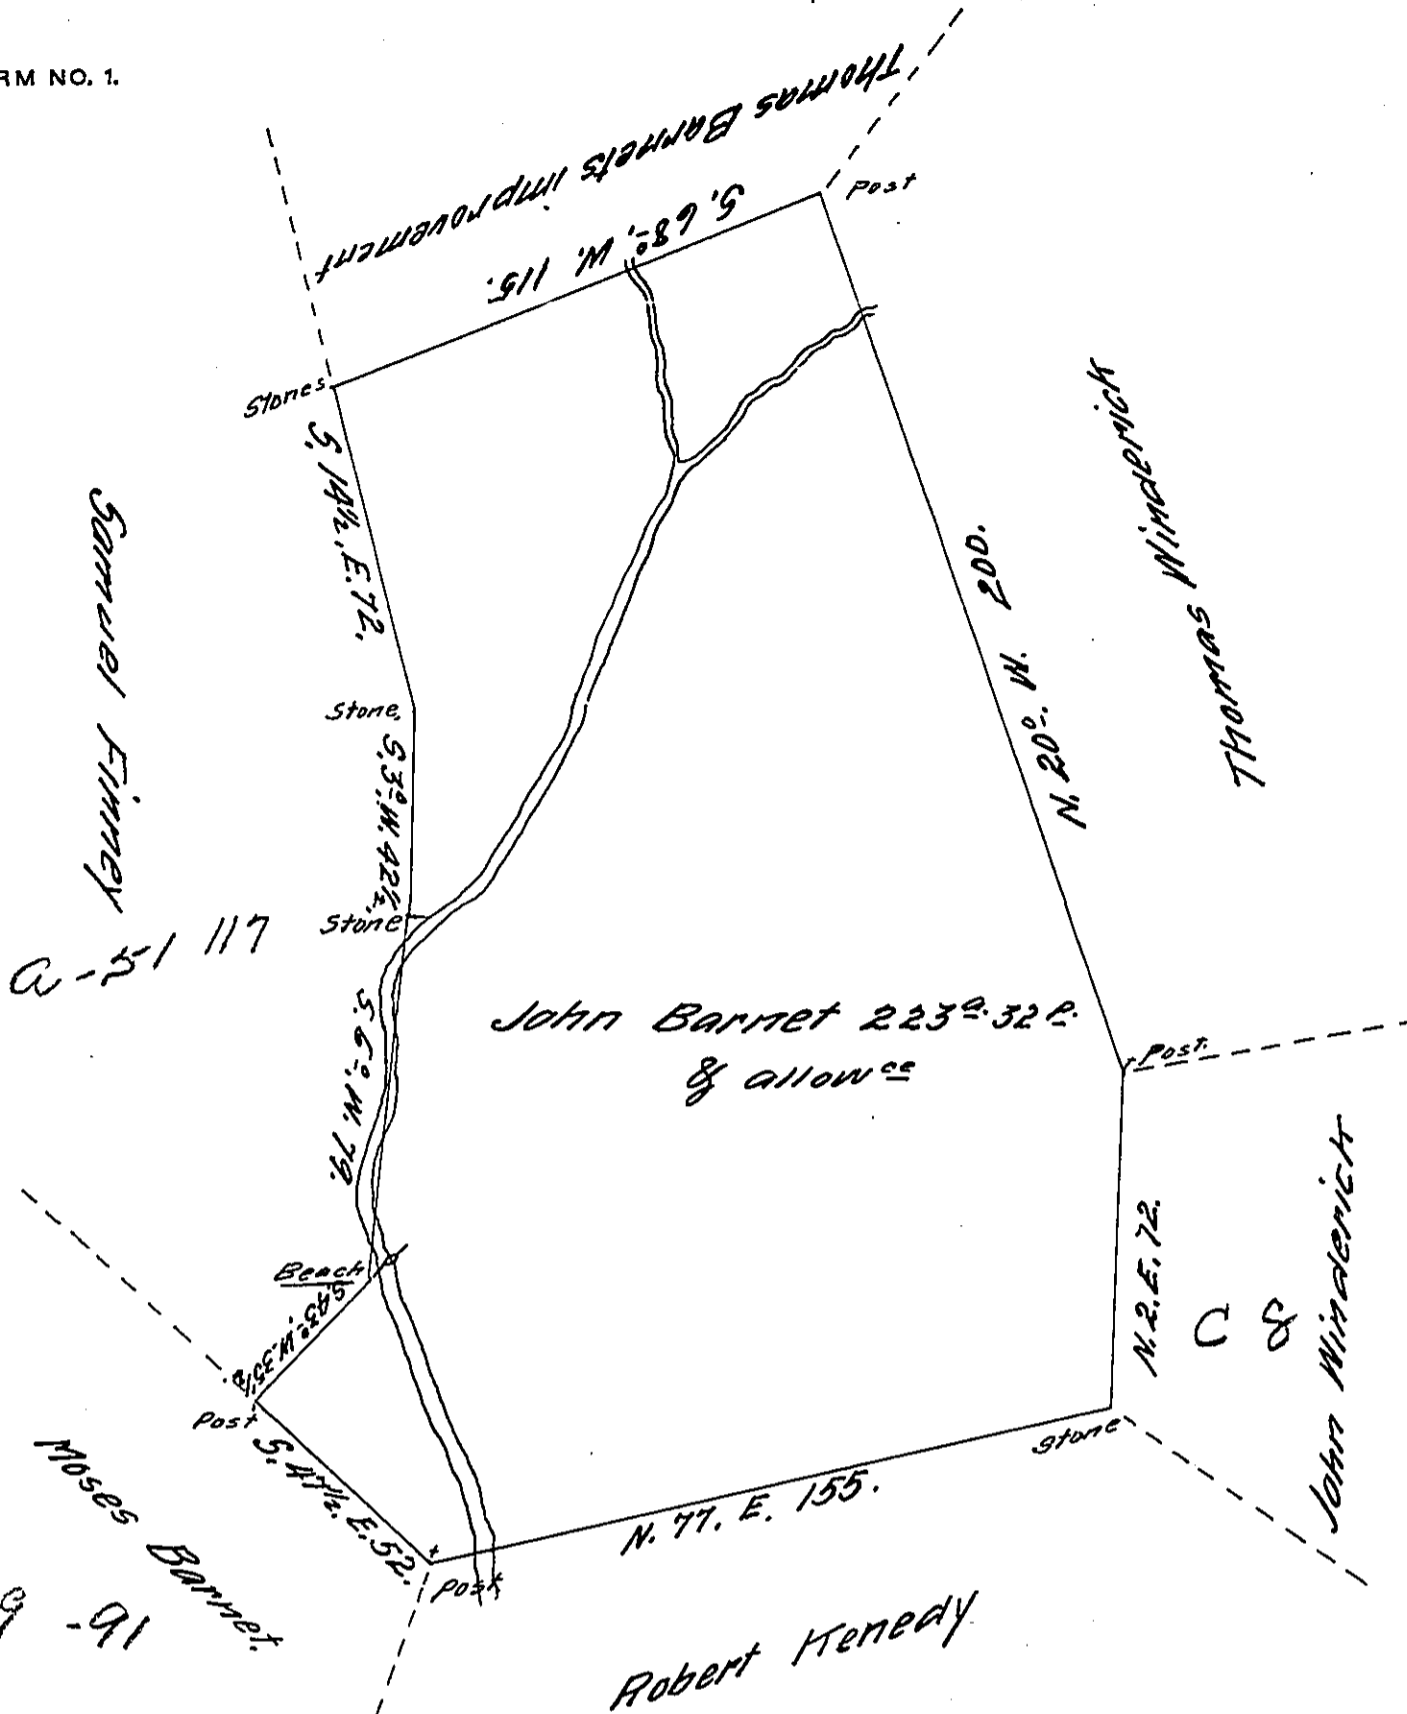 RM NO. 1.
Thomas Barnets improvement
S. 68°, W. 115.
Post
Stones
S. 14½. E. 72.
Thomas Winderick
N. 20°. W. 200.
Samuel Finney
Stone,
S. 3°. W. 42½.
Stone
a-51 117
S. 6°. W. 79.
John Barnet 223a. 32p.
& allowce
Post.
Beach
S. 43°. W. 35½
Post
N. 2. E. 72.
C 8
John Winderick
Stone
S. 47½. E. 52.
Moses Barnet.
-91
Post
N. 77. E. 155.
Robert Kenedy